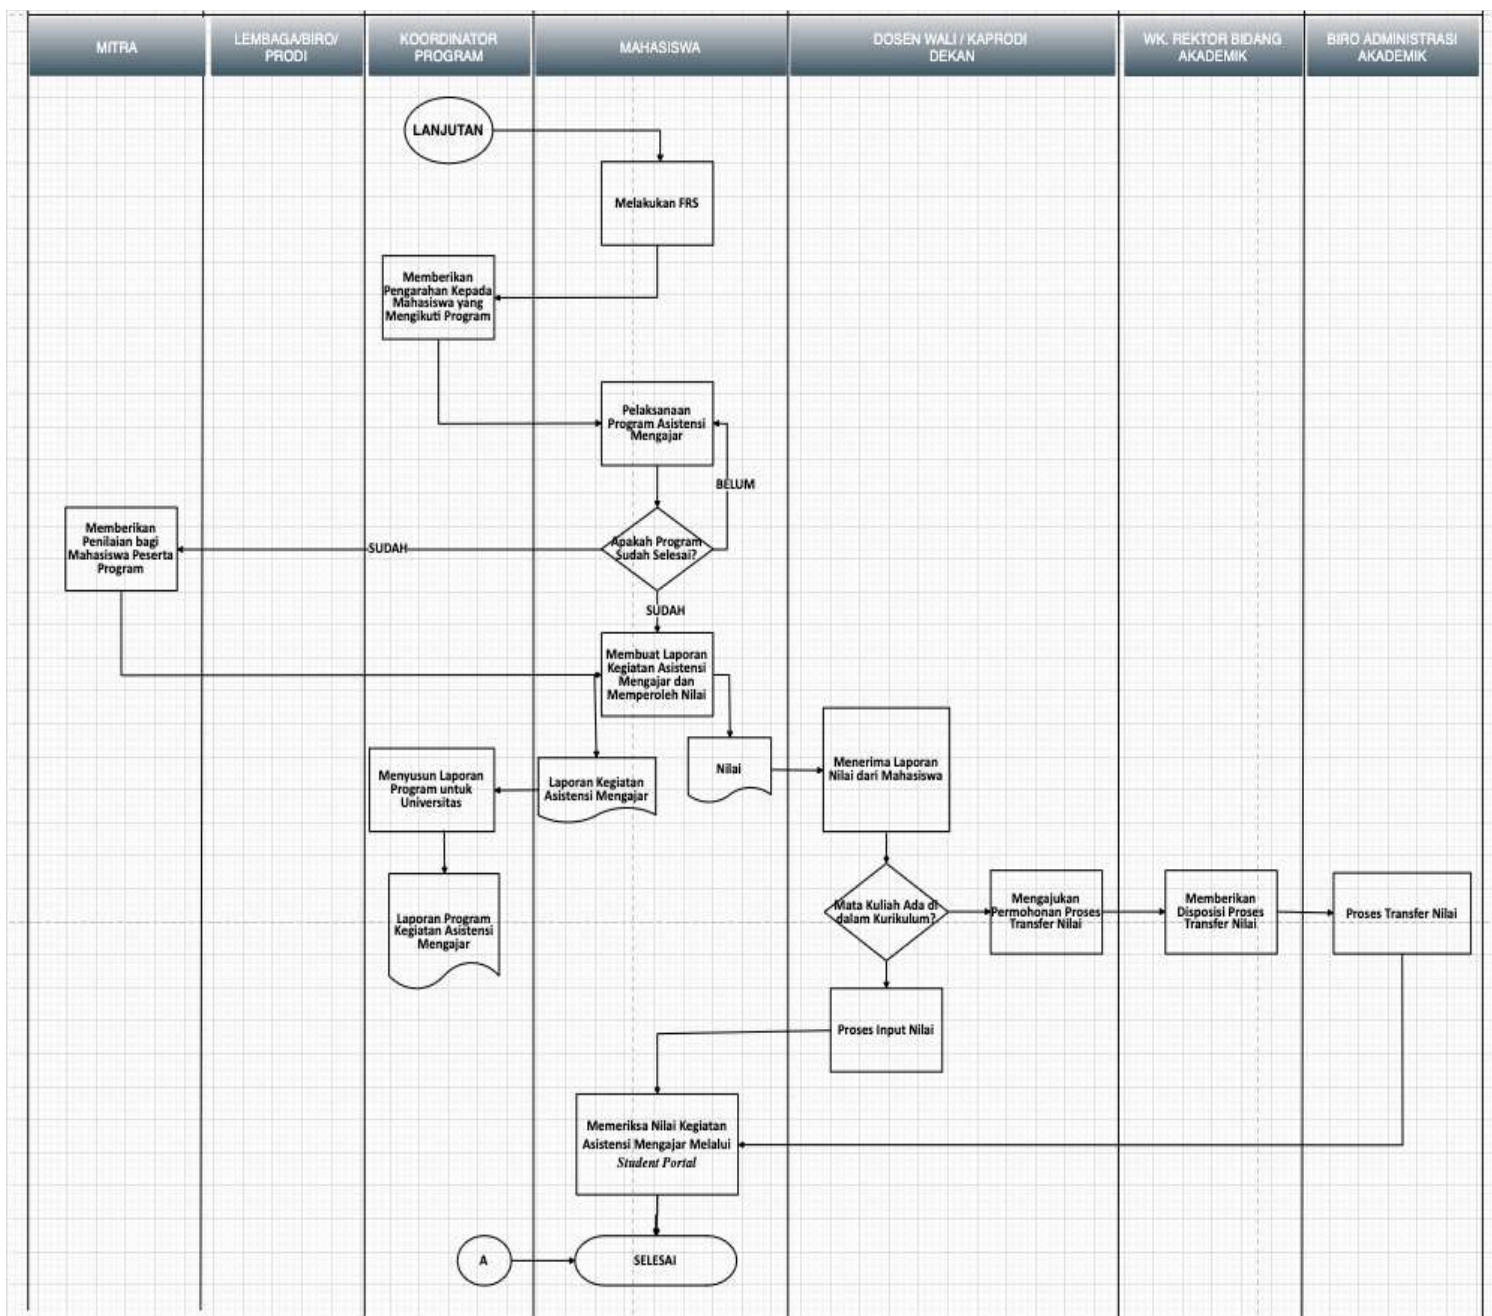 MITRA
LEMBAGA/BIRO/
PRODI
KOORDINATOR
PROGRAM
MAHASISWA
DOSEN WALI / KAPRODI
DEKAN
WK. REKTOR BIDANG
AKADEMIK
BIRO ADMINISTRASI
AKADEMIK
LANJUTAN
Melakukan FRS
Memberikan
Pengarahan Kepada
Mahasiswa yang
Mengikuti Program
Pelaksanaan
Program Asistensi
Mengajar
BELUM
Memberikan
Penilaian bagi
Mahasiswa Peserta
Program
SUDAH
Apakah Program
Sudah Selesai?
SUDAH
Membuat Laporan
Kegiatan Asistensi
Mengajar dan
Memperoleh Nilai
Menyusun Laporan
Program untuk
Universitas
Laporan Kegiatan
Asistensi Mengajar
Nilai
Menerima Laporan
Nilai dari Mahasiswa
Laporan Program
Kegiatan Asistensi
Mengajar
Mata Kuliah Ada di
dalam Kurikulum?
Mengajukan
Permohonan Proses
Transfer Nilai
Memberikan
Disposisi Proses
Transfer Nilai
Proses Transfer Nilai
Proses Input Nilai
Memeriksa Nilai Kegiatan
Asistensi Mengajar Melalui
Student Portal
A
SELESAI